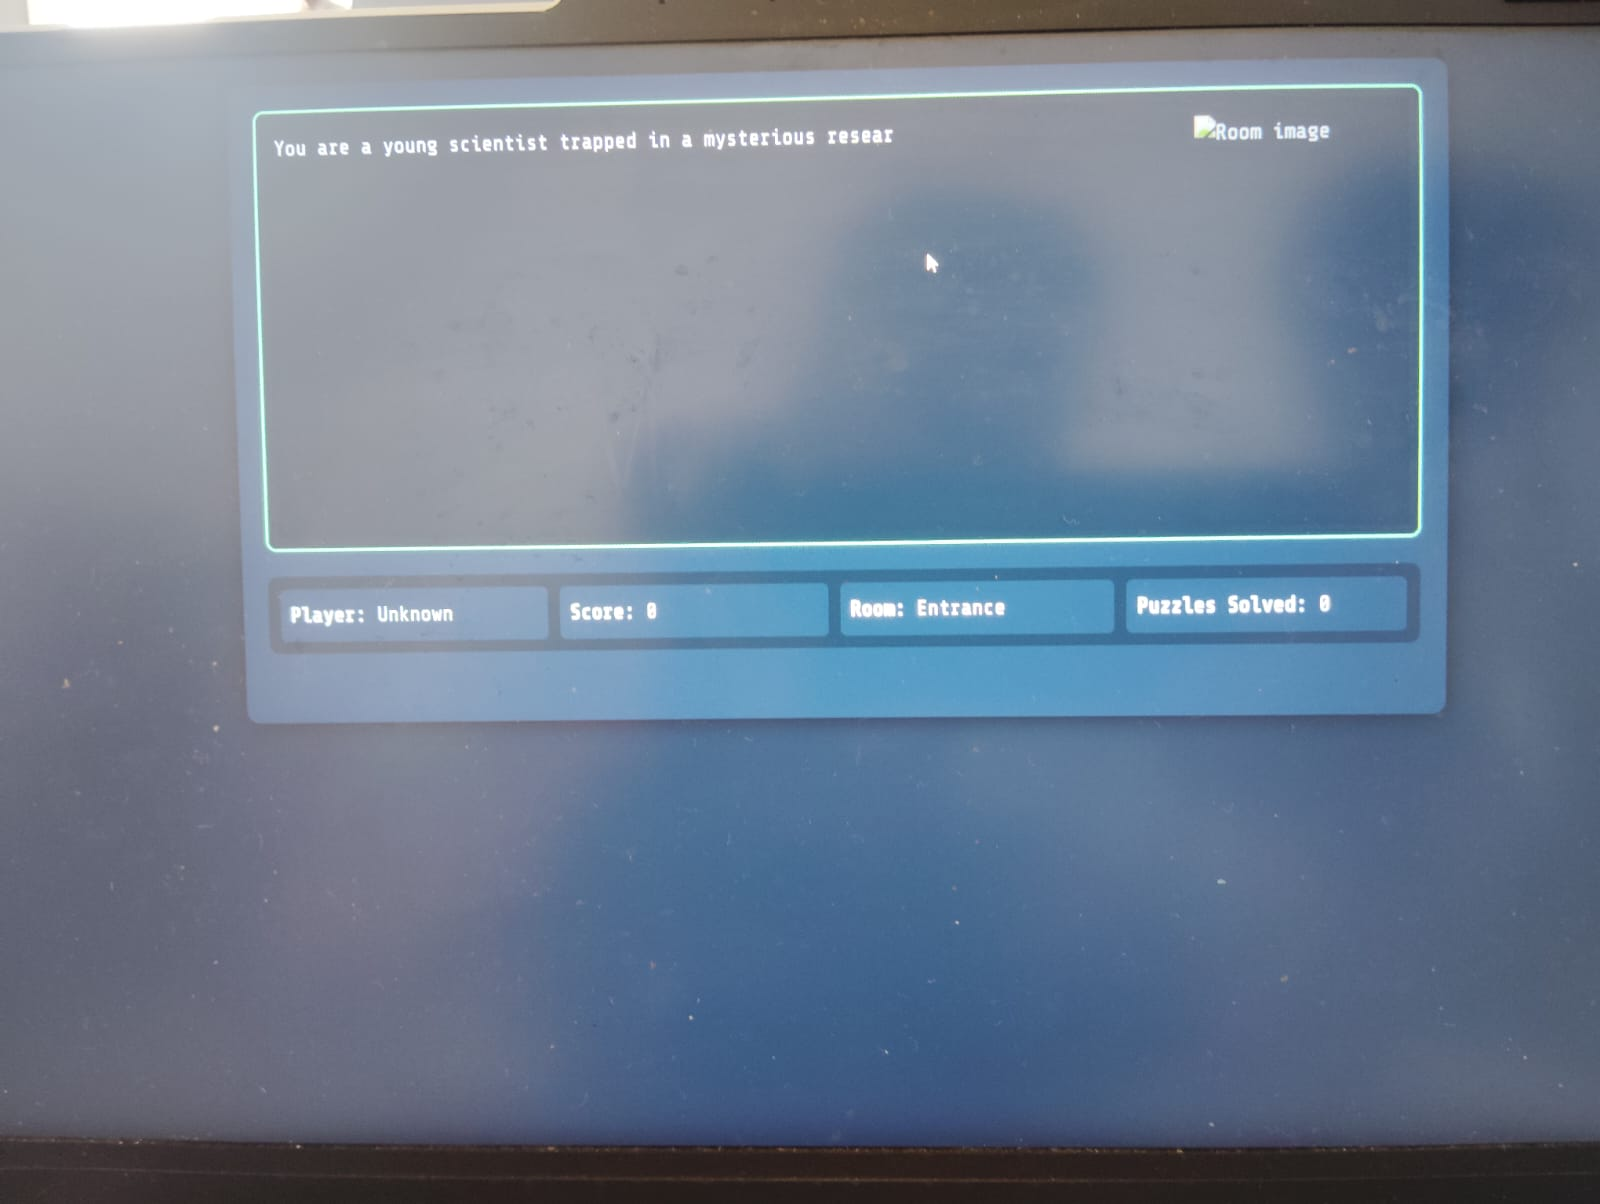 You are a young scientist trapped in a mysterious resear
Room image
Player: Unknown
Score: 0
Room: Entrance
Puzzles Solved: 0